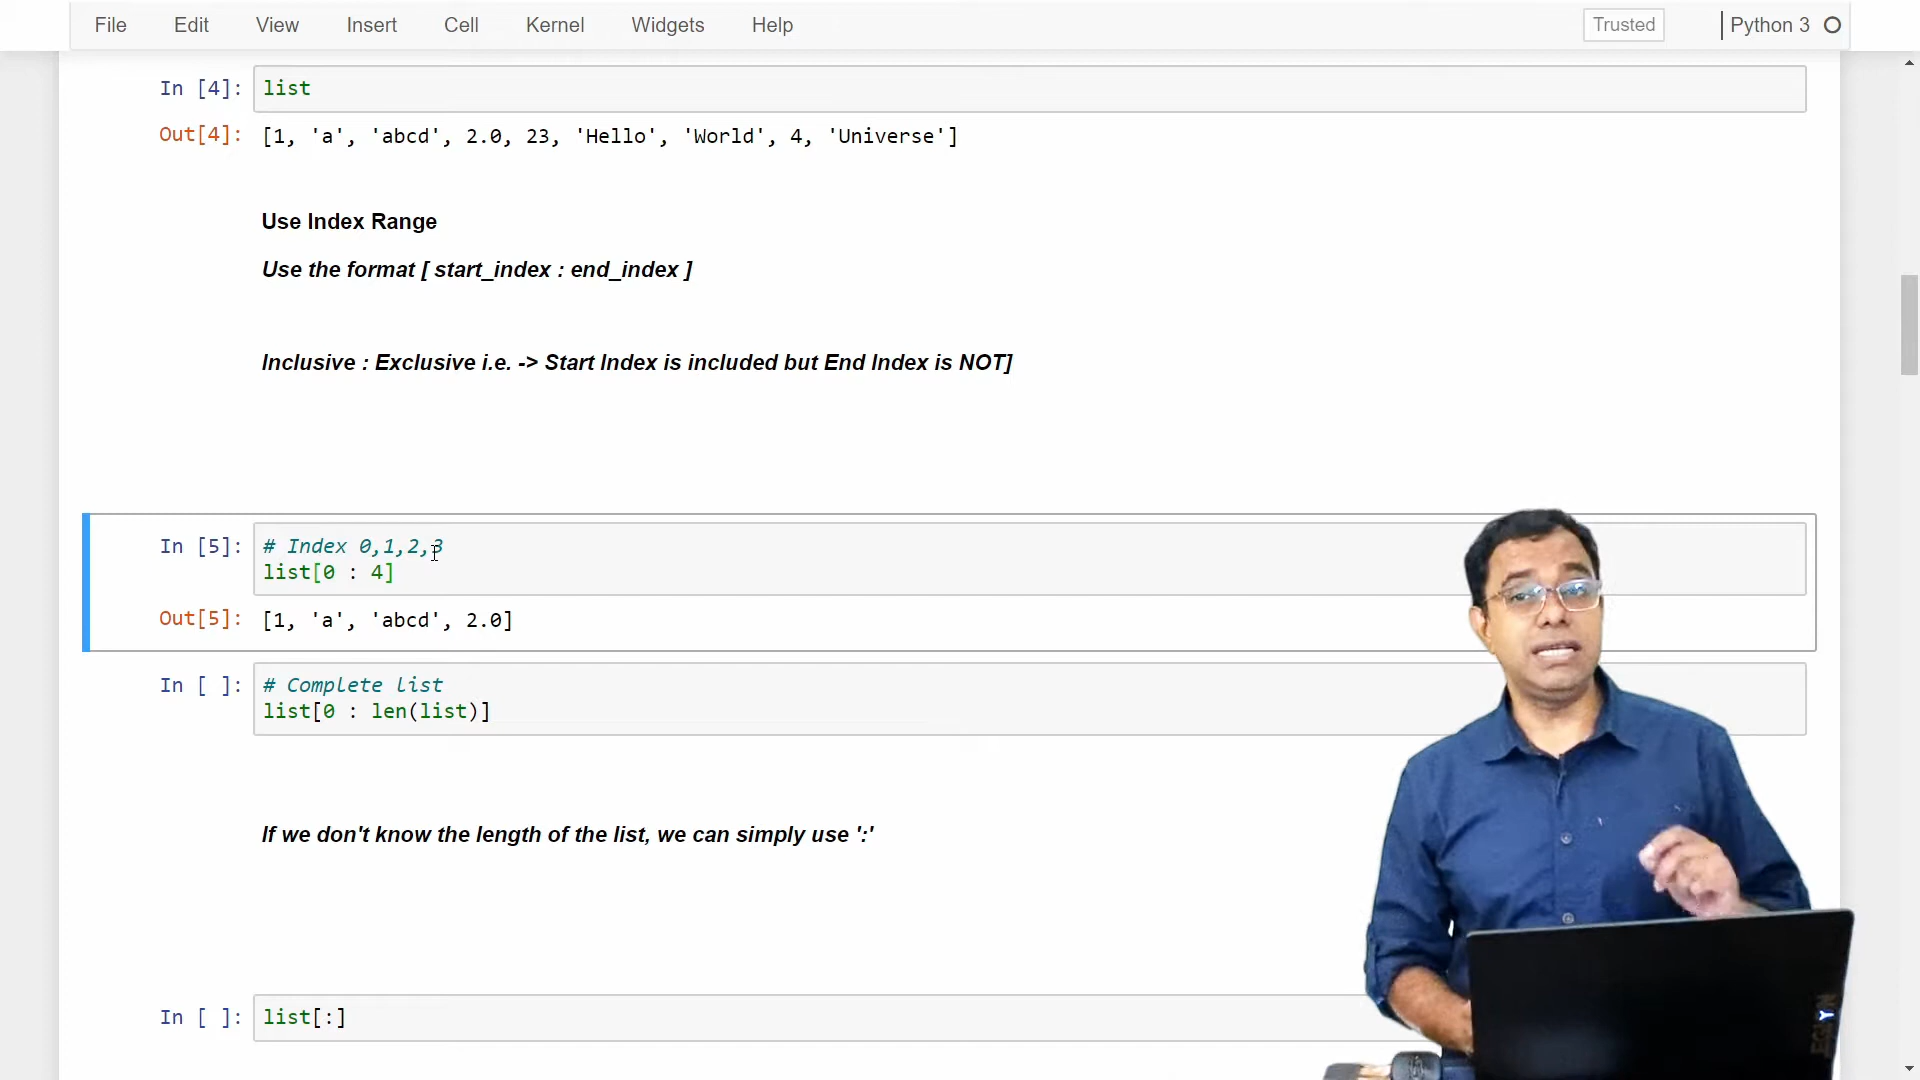 File Edit View Insert Cell Kernel Widgets Help Trusted Python 3
In [4]: list
Out[4]: [1, 'a', 'abcd', 2.0, 23, 'Hello', 'World', 4, 'Universe']
Use Index Range
Use the format [ start_index : end_index ]
Inclusive : Exclusive i.e. -> Start Index is included but End Index is NOT]
In [5]: # Index 0,1,2,3
list[0 : 4]
Out[5]: [1, 'a', 'abcd', 2.0]
In [ ]: # Complete list
list[0 : len(list)]
If we don't know the length of the list, we can simply use ':'
In [ ]: list[:]